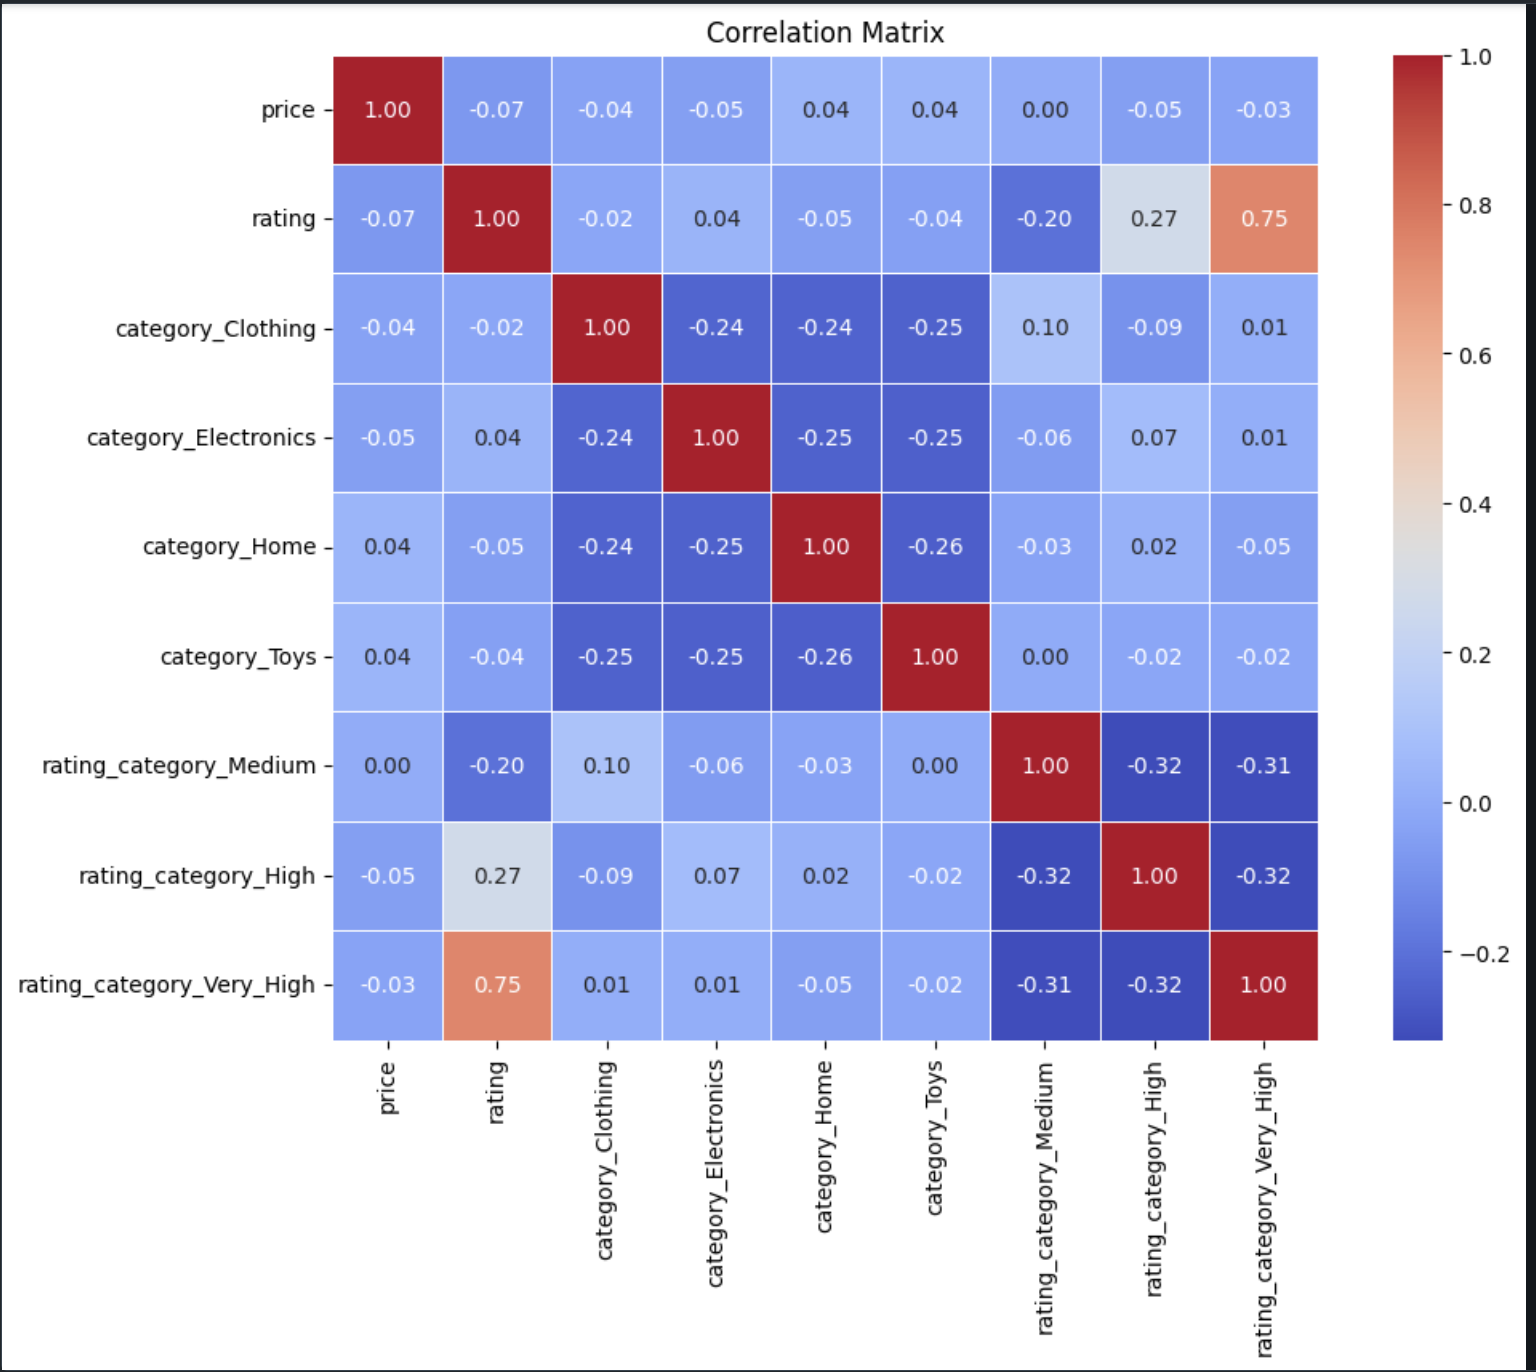 Correlation Matrix
price 1.00 -0.07 -0.04 -0.05 0.04 0.04 0.00 -0.05 -0.03
rating -0.07 1.00 -0.02 0.04 -0.05 -0.04 -0.20 0.27 0.75
category_Clothing -0.04 -0.02 1.00 -0.24 -0.24 -0.25 0.10 -0.09 0.01
category_Electronics -0.05 0.04 -0.24 1.00 -0.25 -0.25 -0.06 0.07 0.01
category_Home 0.04 -0.05 -0.24 -0.25 1.00 -0.26 -0.03 0.02 -0.05
category_Toys 0.04 -0.04 -0.25 -0.25 -0.26 1.00 0.00 -0.02 -0.02
rating_category_Medium 0.00 -0.20 0.10 -0.06 -0.03 0.00 1.00 -0.32 -0.31
rating_category_High -0.05 0.27 -0.09 0.07 0.02 -0.02 -0.32 1.00 -0.32
rating_category_Very_High -0.03 0.75 0.01 0.01 -0.05 -0.02 -0.31 -0.32 1.00
price
rating
category_Clothing
category_Electronics
category_Home
category_Toys
rating_category_Medium
rating_category_High
rating_category_Very_High
1.0
0.8
0.6
0.4
0.2
0.0
−0.2